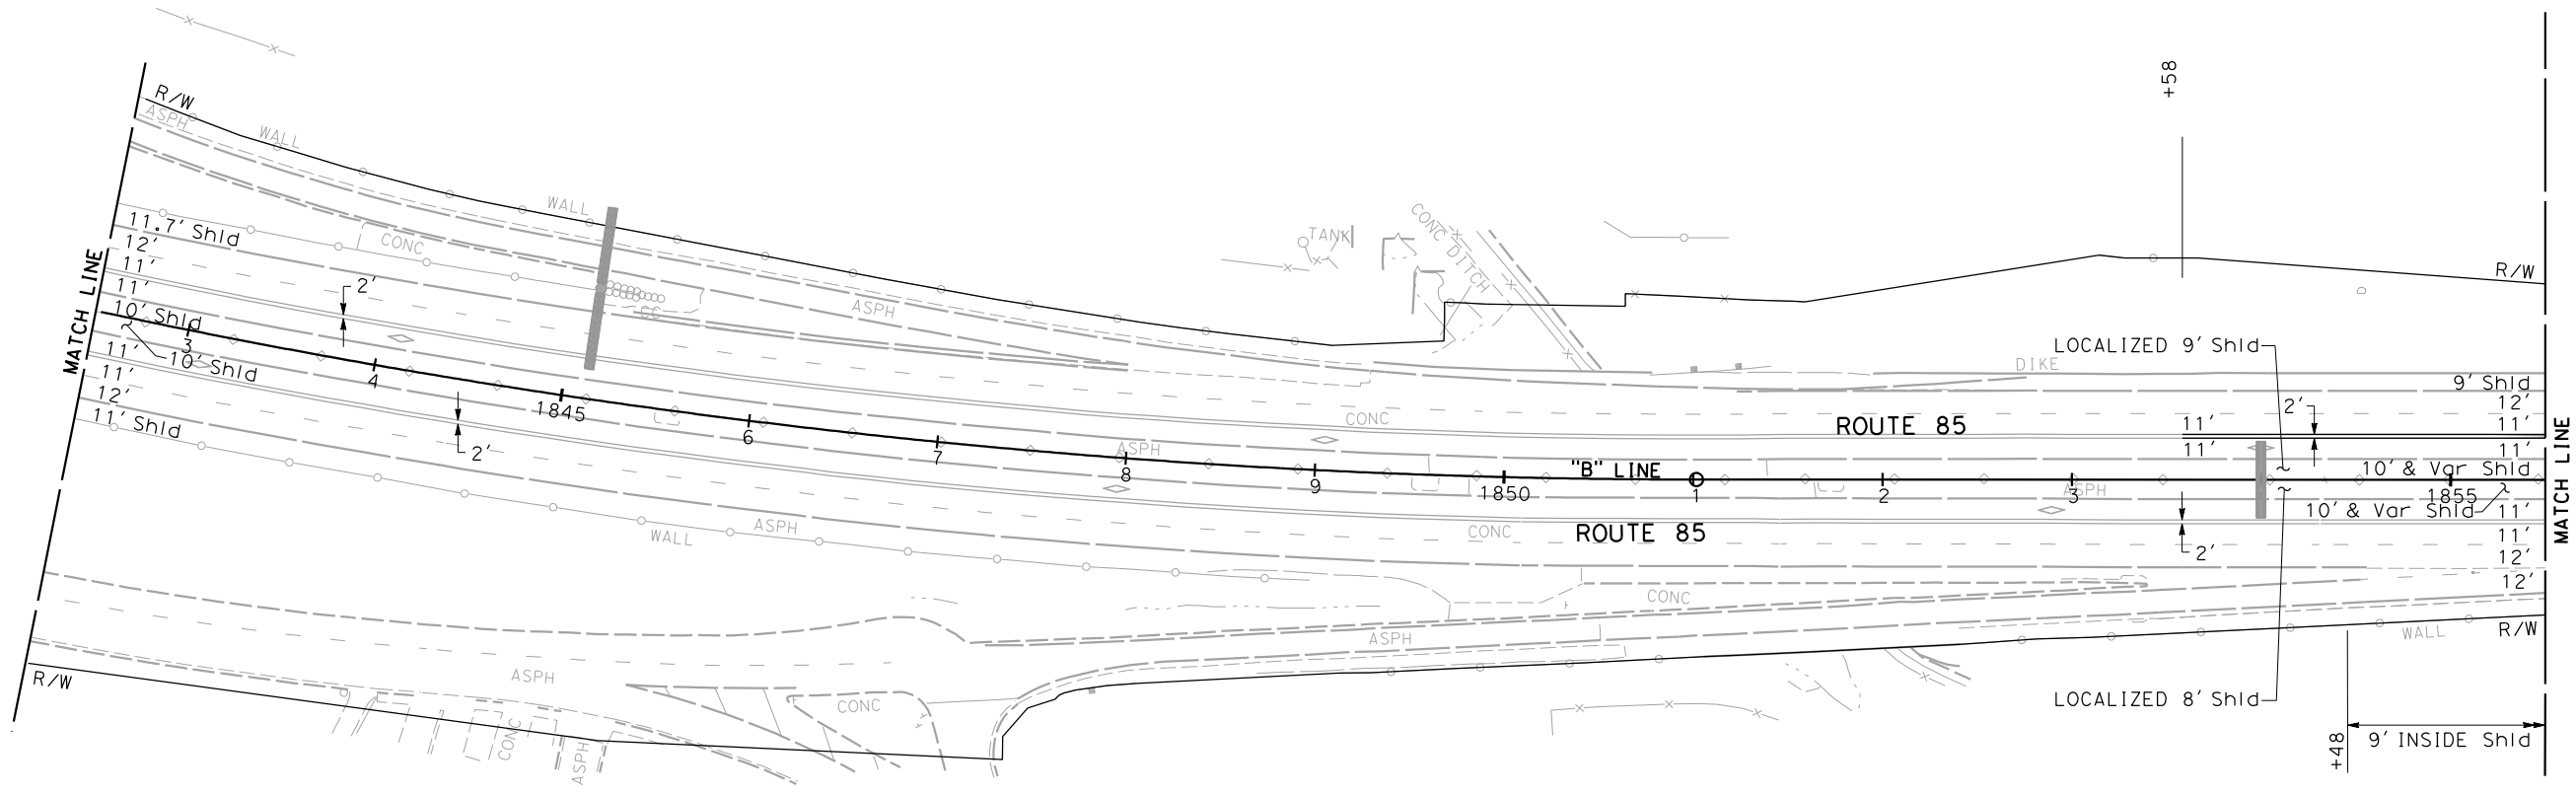 +58
R/W
ASPH
WALL
WALL
CONC DITCH
TANK
11.7' Shld
12'
11'
11'
10' Shld
MATCH LINE
CONC
2'
CC
ASPH
R/W
LOCALIZED 9' Shld
DIKE
9' Shld
12'
11'
11'
2'
11'
11'
10' & Var Shld
10' Shld
3
4
1845
6
7
8
9
1850
1
2
3
1855
11'
11'
12'
11' Shld
2'
CONC
ASPH
ROUTE 85
"B" LINE
ASPH
10' & Var Shld
11'
11'
12'
12'
2'
MATCH LINE
ROUTE 85
CONC
ASPH
WALL
CONC
ASPH
WALL
R/W
R/W
ASPH
CONC
CONC
ASPH
LOCALIZED 8' Shld
+48
9' INSIDE Shld